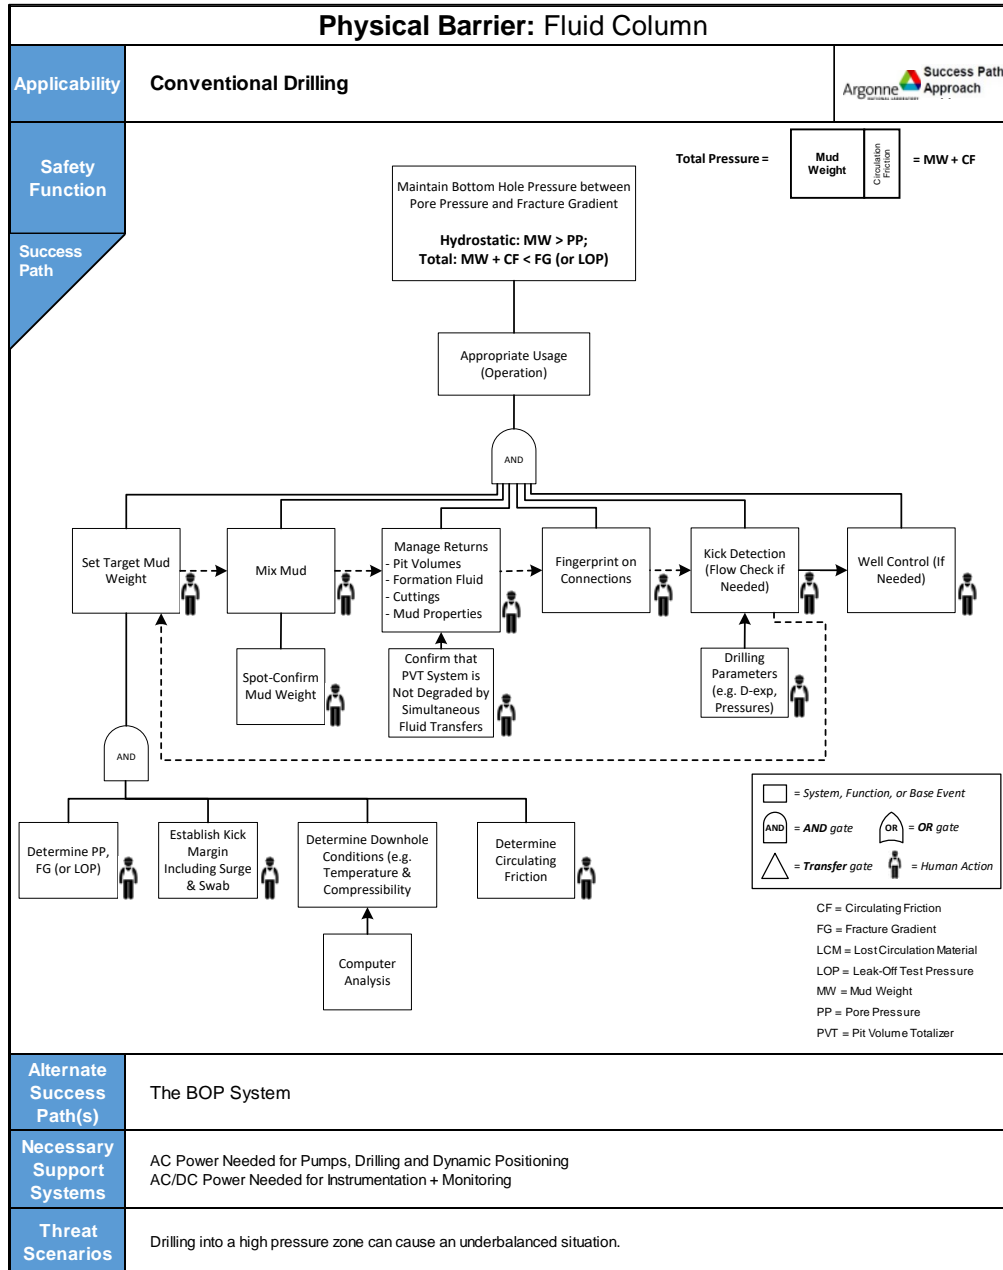 Physical Barrier: Fluid Column
Applicability
Conventional Drilling
Argonne
NATIONAL LABORATORY
Success Path
Approach
Safety
Function
Success
Path
Total Pressure =
Mud
Weight
Circulation
Friction
= MW + CF
Maintain Bottom Hole Pressure between
Pore Pressure and Fracture Gradient
Hydrostatic: MW > PP;
Total: MW + CF < FG (or LOP)
Appropriate Usage
(Operation)
AND
Set Target Mud
Weight
Mix Mud
Manage Returns
- Pit Volumes
- Formation Fluid
- Cuttings
- Mud Properties
Fingerprint on
Connections
Kick Detection
(Flow Check if
Needed)
Well Control (If
Needed)
Spot-Confirm
Mud Weight
Confirm that
PVT System is
Not Degraded by
Simultaneous
Fluid Transfers
Drilling
Parameters
(e.g. D-exp,
Pressures)
AND
Determine PP,
FG (or LOP)
Establish Kick
Margin
Including Surge
& Swab
Determine Downhole
Conditions (e.g.
Temperature &
Compressibility
Determine
Circulating
Friction
Computer
Analysis
= System, Function, or Base Event
AND = AND gate
OR = OR gate
= Transfer gate
= Human Action
CF = Circulating Friction
FG = Fracture Gradient
LCM = Lost Circulation Material
LOP = Leak-Off Test Pressure
MW = Mud Weight
PP = Pore Pressure
PVT = Pit Volume Totalizer
Alternate
Success
Path(s)
The BOP System
Necessary
Support
Systems
AC Power Needed for Pumps, Drilling and Dynamic Positioning
AC/DC Power Needed for Instrumentation + Monitoring
Threat
Scenarios
Drilling into a high pressure zone can cause an underbalanced situation.